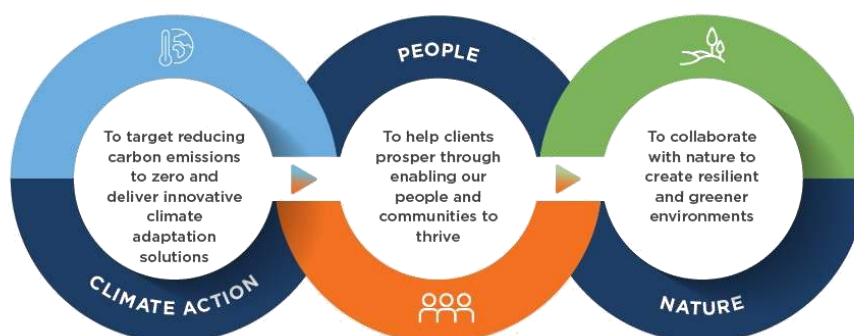 To target reducing
carbon emissions
to zero and
deliver innovative
climate
adaptation
solutions
CLIMATE ACTION
PEOPLE
To help clients
prosper through
enabling our
people and
communities to
thrive
To collaborate
with nature to
create resilient
and greener
environments
NATURE